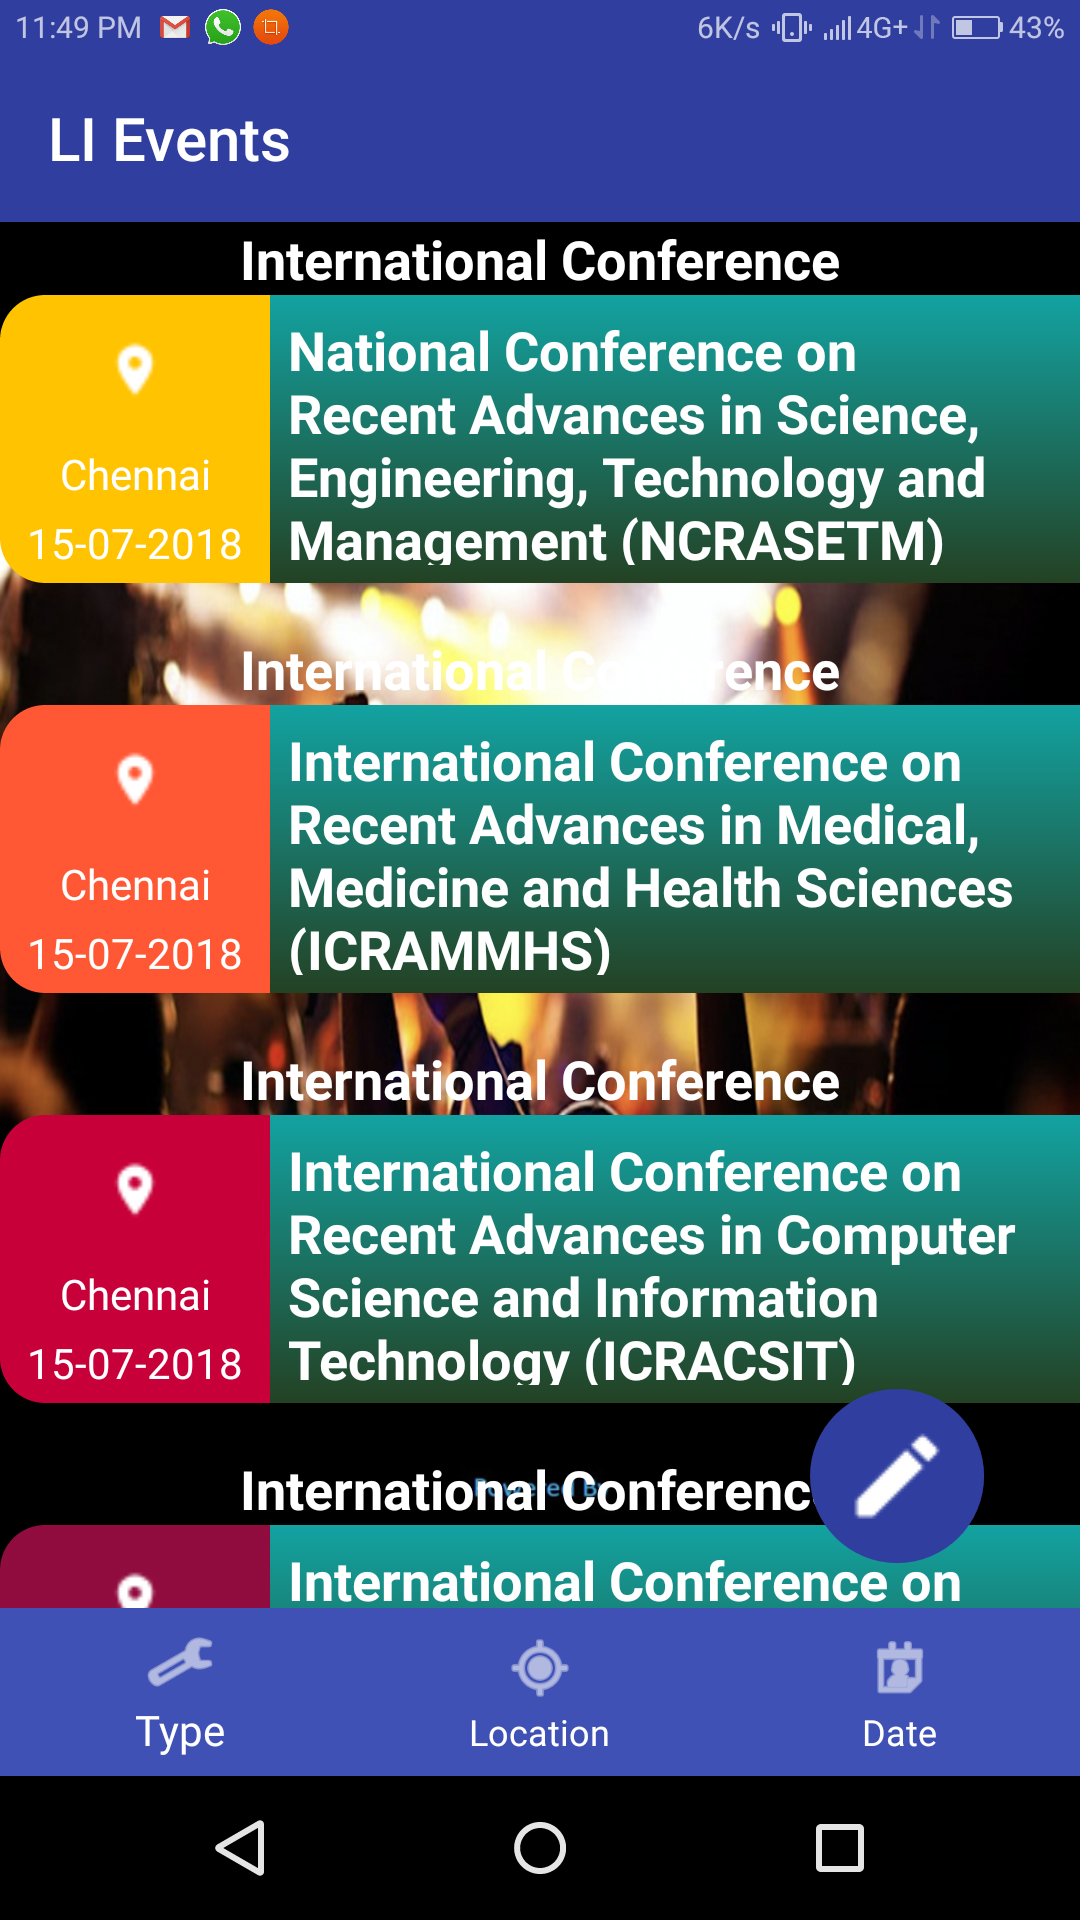 11:49 PM 6K/s 4G+ 43%
LI Events
International Conference
National Conference on
Recent Advances in Science,
Engineering, Technology and
Management (NCRASETM)
Chennai
15-07-2018
International Conference
International Conference on
Recent Advances in Medical,
Medicine and Health Sciences
(ICRAMMHS)
Chennai
15-07-2018
International Conference
International Conference on
Recent Advances in Computer
Science and Information
Technology (ICRACSIT)
Chennai
15-07-2018
International Conference
Powered By
International Conference on
Type Location Date